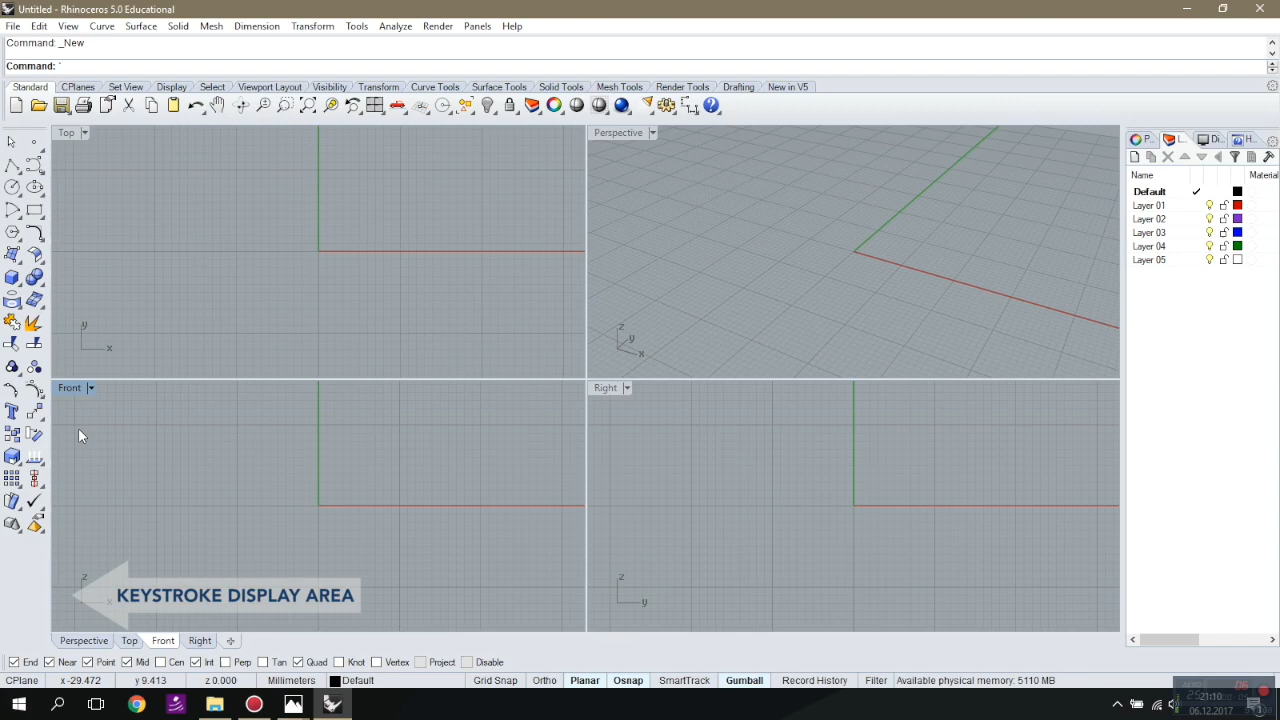 Untitled - Rhinoceros 5.0 Educational
File Edit View Curve Surface Solid Mesh Dimension Transform Tools Analyze Render Panels Help
Command: _New
Command: `
Standard CPlanes Set View Display Select Viewport Layout Visibility Transform Curve Tools Surface Tools Solid Tools Mesh Tools Render Tools Drafting New in V5
Top
Perspective
P... L... Di... H...
Name Material
Default
Layer 01
Layer 02
Layer 03
Layer 04
Layer 05
y
x
z
y
x
Front
Right
z
x
z
y
KEYSTROKE DISPLAY AREA
Perspective Top Front Right
End Near Point Mid Cen Int Perp Tan Quad Knot Vertex Project Disable
CPlane x -29.472 y 9.413 z 0.000 Millimeters Default Grid Snap Ortho Planar Osnap SmartTrack Gumball Record History Filter Available physical memory: 5110 MB
21:10
06.12.2017